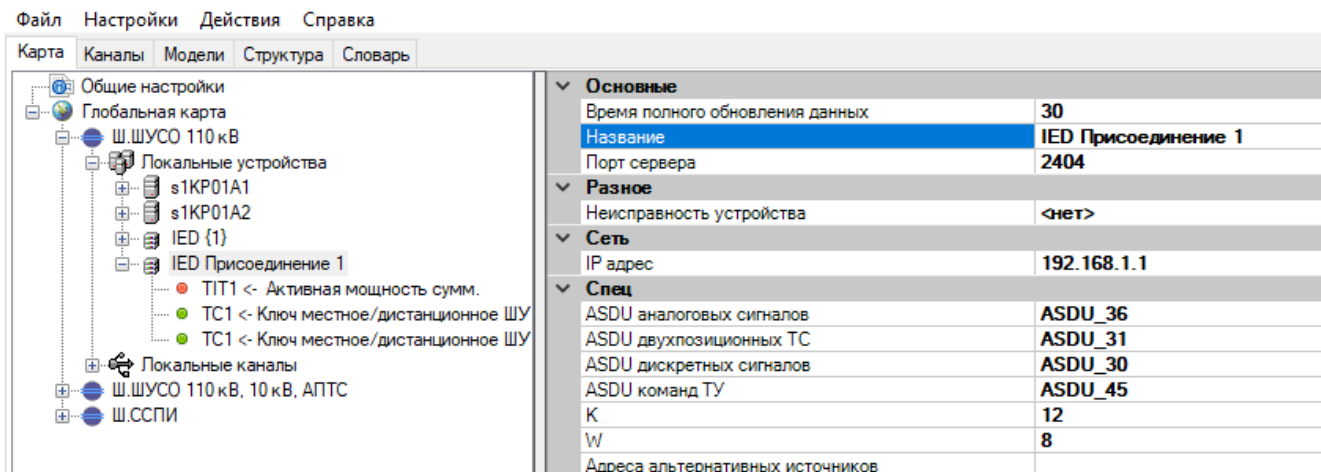 Файл Настройки Действия Справка
Карта Каналы Модели Структура Словарь
Общие настройки
Глобальная карта
Ш.ШУСО 110 кВ
Локальные устройства
s1KP01A1
s1KP01A2
IED {1}
IED Присоединение 1
ТIТ1 <- Активная мощность сумм.
ТС1 <- Ключ местное/дистанционное ШУ
ТС1 <- Ключ местное/дистанционное ШУ
Локальные каналы
Ш.ШУСО 110 кВ, 10 кВ, АПТС
Ш.ССПИ
Основные
Время полного обновления данных 30
Название IED Присоединение 1
Порт сервера 2404
Разное
Неисправность устройства <нет>
Сеть
IP адрес 192.168.1.1
Спец
ASDU аналоговых сигналов ASDU_36
ASDU двухпозиционных ТС ASDU_31
ASDU дискретных сигналов ASDU_30
ASDU команд ТУ ASDU_45
K 12
W 8
Адреса альтернативных источников